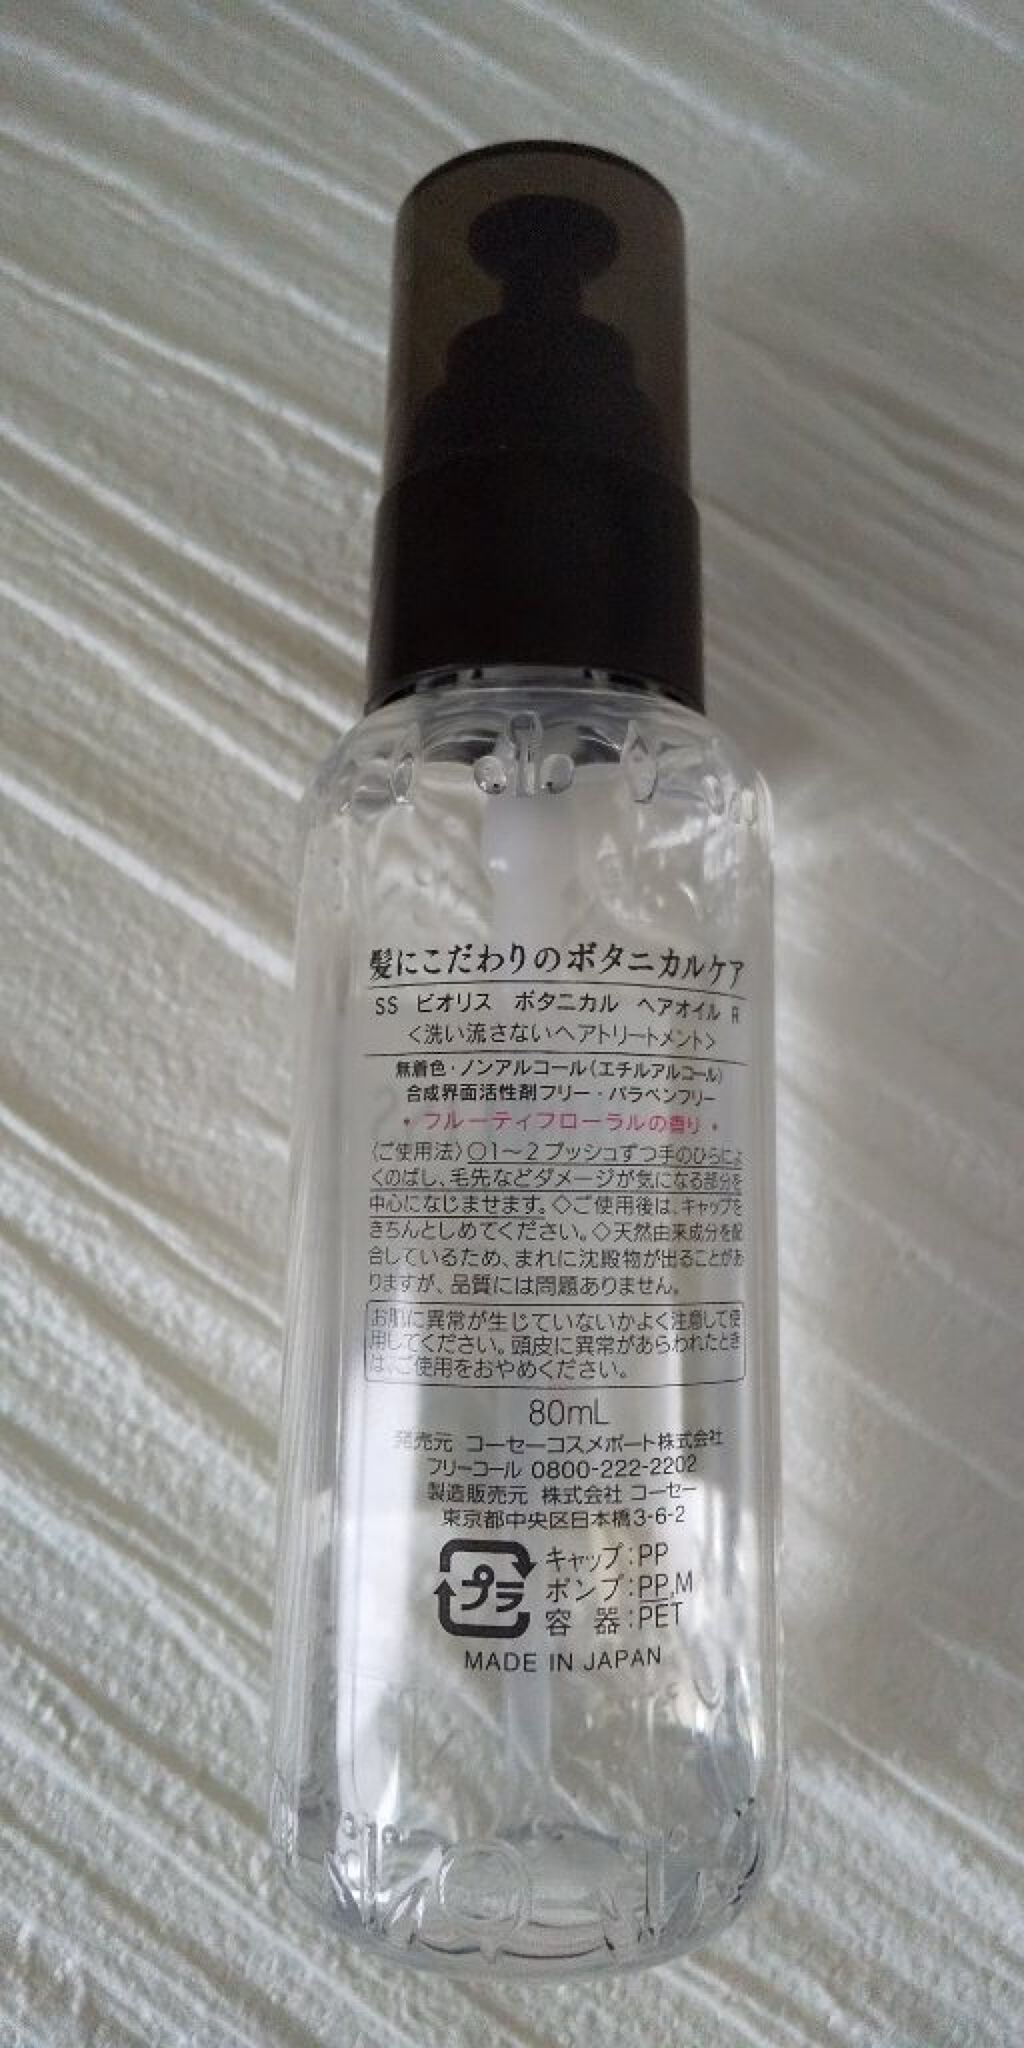 髪にこだわりのボタニカルケア
SS ビオリス ボタニカル ヘアオイル R
〈洗い流さないヘアトリートメント〉
無着色・ノンアルコール(エチルアルコール)
合成界面活性剤フリー・パラベンフリー
• フルーティフローラルの香り •
〈ご使用法〉○1〜2プッシュずつ手のひらによ
くのばし、毛先などダメージが気になる部分を
中心になじませます。◇ご使用後は、キャップを
きちんとしめてください。◇天然由来成分を配
合しているため、まれに沈殿物が出ることがあ
りますが、品質には問題ありません。
お肌に異常が生じていないかよく注意して使
用してください。頭皮に異常があらわれたとき
は、ご使用をおやめください。
80mL
発売元 コーセーコスメポート株式会社
フリーコール 0800-222-2202
製造販売元 株式会社 コーセー
東京都中央区日本橋3-6-2
プラ
キャップ:PP
ポンプ:PP,M
容 器:PET
MADE IN JAPAN